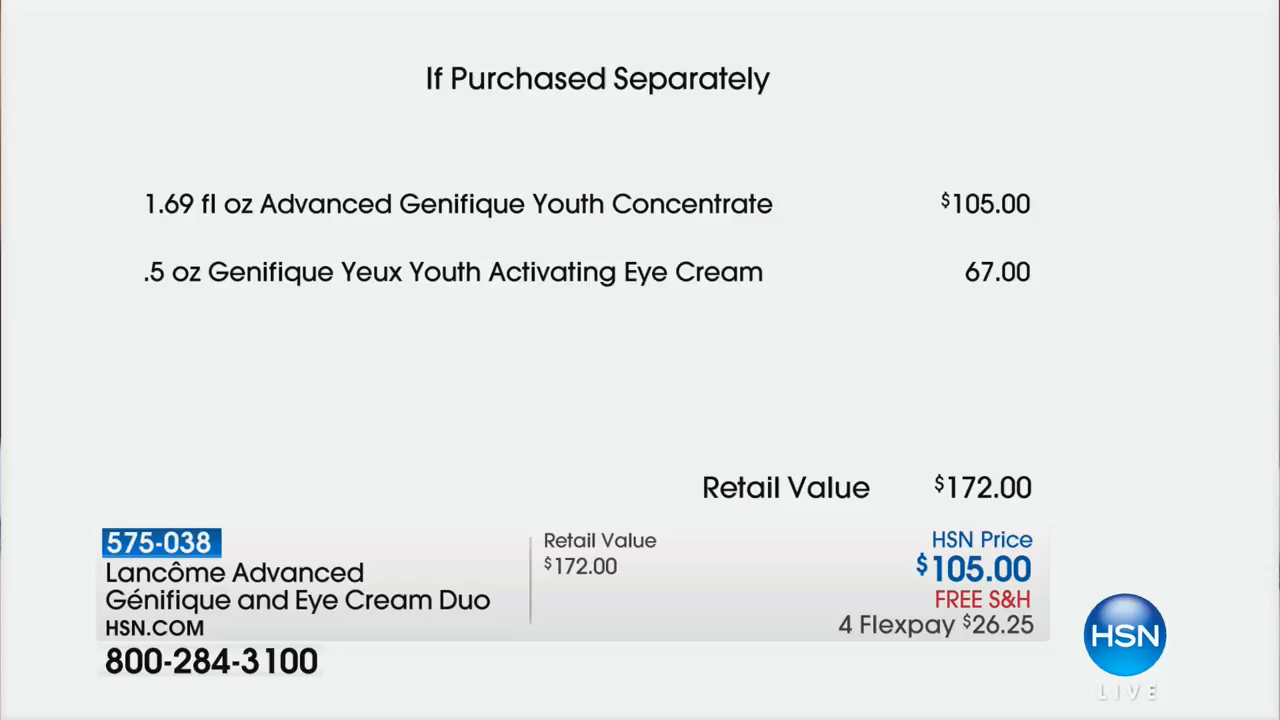 If Purchased Separately
1.69 fl oz Advanced Genifique Youth Concentrate $105.00
.5 oz Genifique Yeux Youth Activating Eye Cream 67.00
Retail Value $172.00
575-038
Lancôme Advanced
Génifique and Eye Cream Duo
HSN.COM
800-284-3100
Retail Value
$172.00
HSN Price
$105.00
FREE S&H
4 Flexpay $26.25
HSN
LIVE